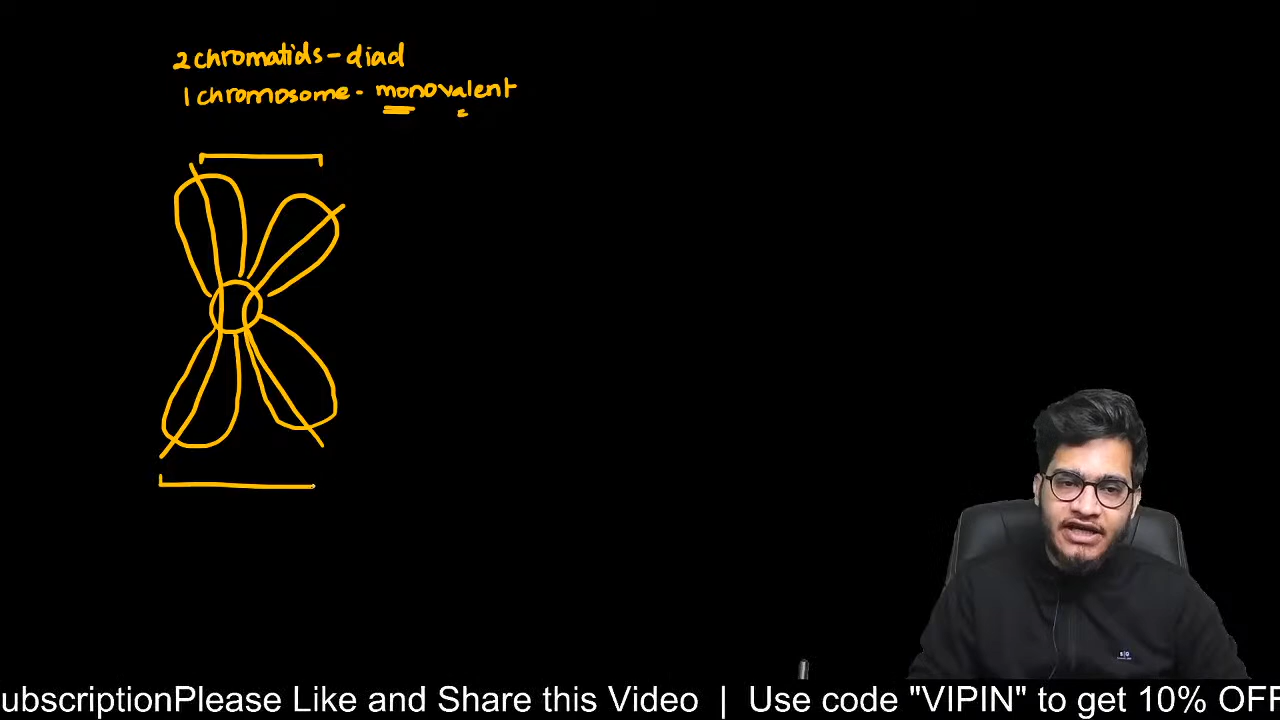 2 chromatids - diad
1 chromosome - monovalent
ubscriptionPlease Like and Share this Video | Use code "VIPIN" to get 10% OFF